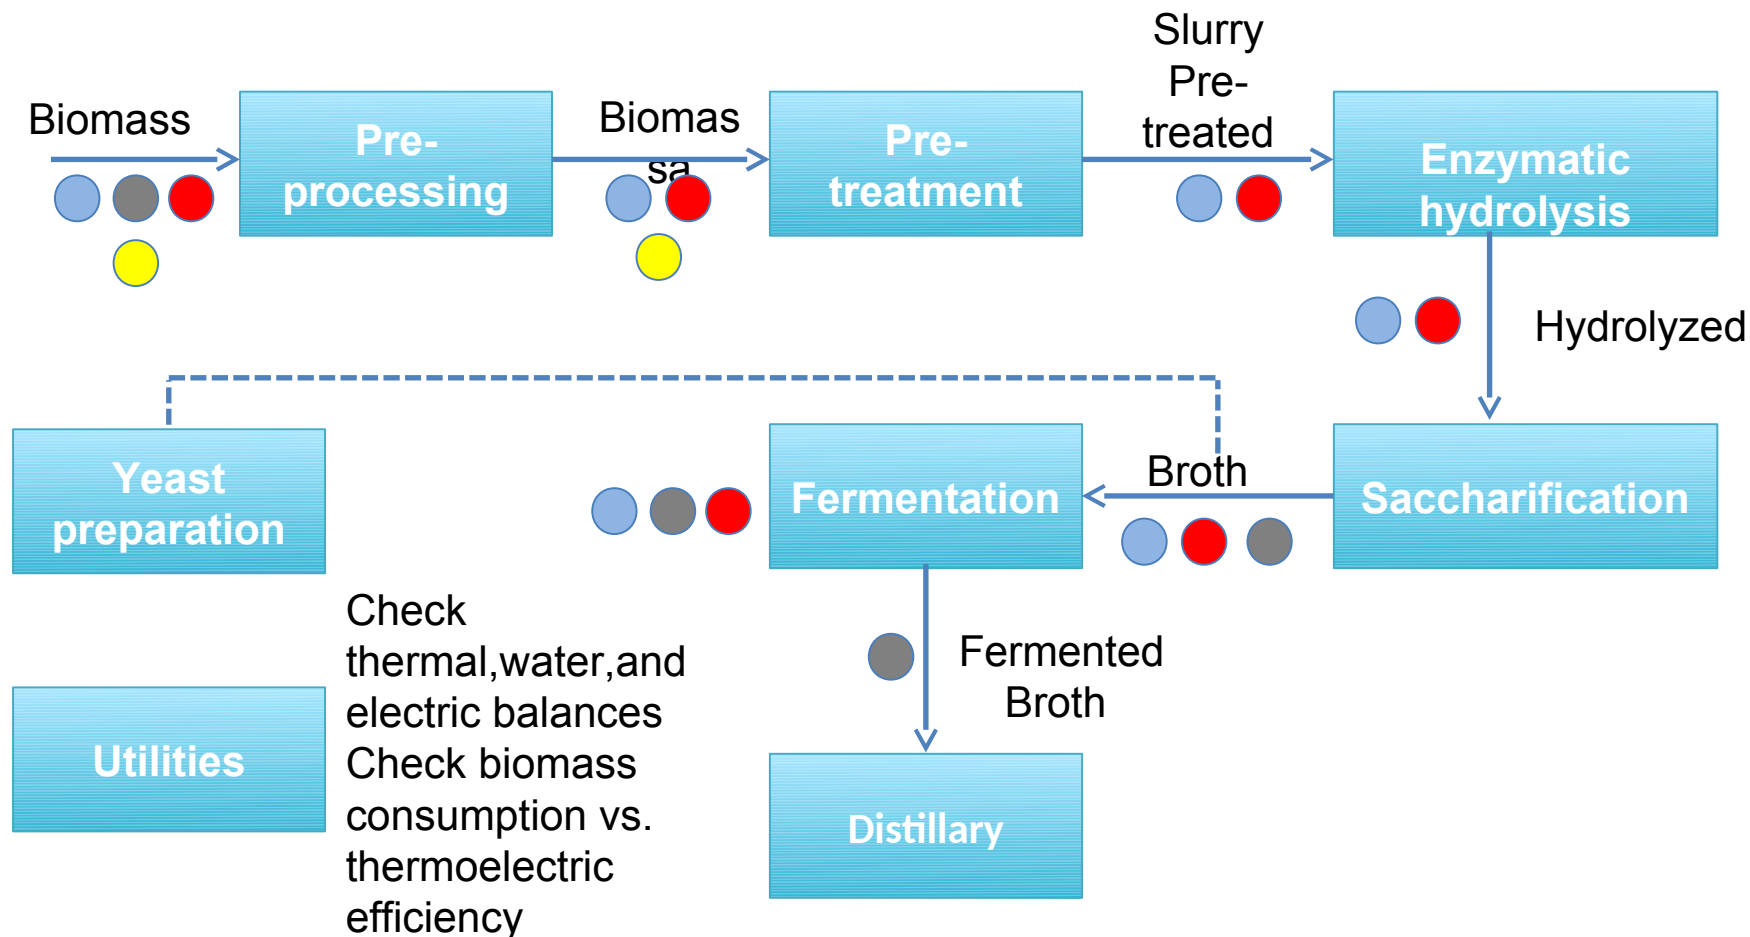 Slurry
Pre-
treated
Biomass
Pre-
processing
Biomas
sa
Pre-
treatment
Enzymatic
hydrolysis
Hydrolyzed
Yeast
preparation
Fermentation
Broth
Saccharification
Check
thermal,water,and
electric balances
Check biomass
consumption vs.
thermoelectric
efficiency
Fermented
Broth
Utilities
Distillary